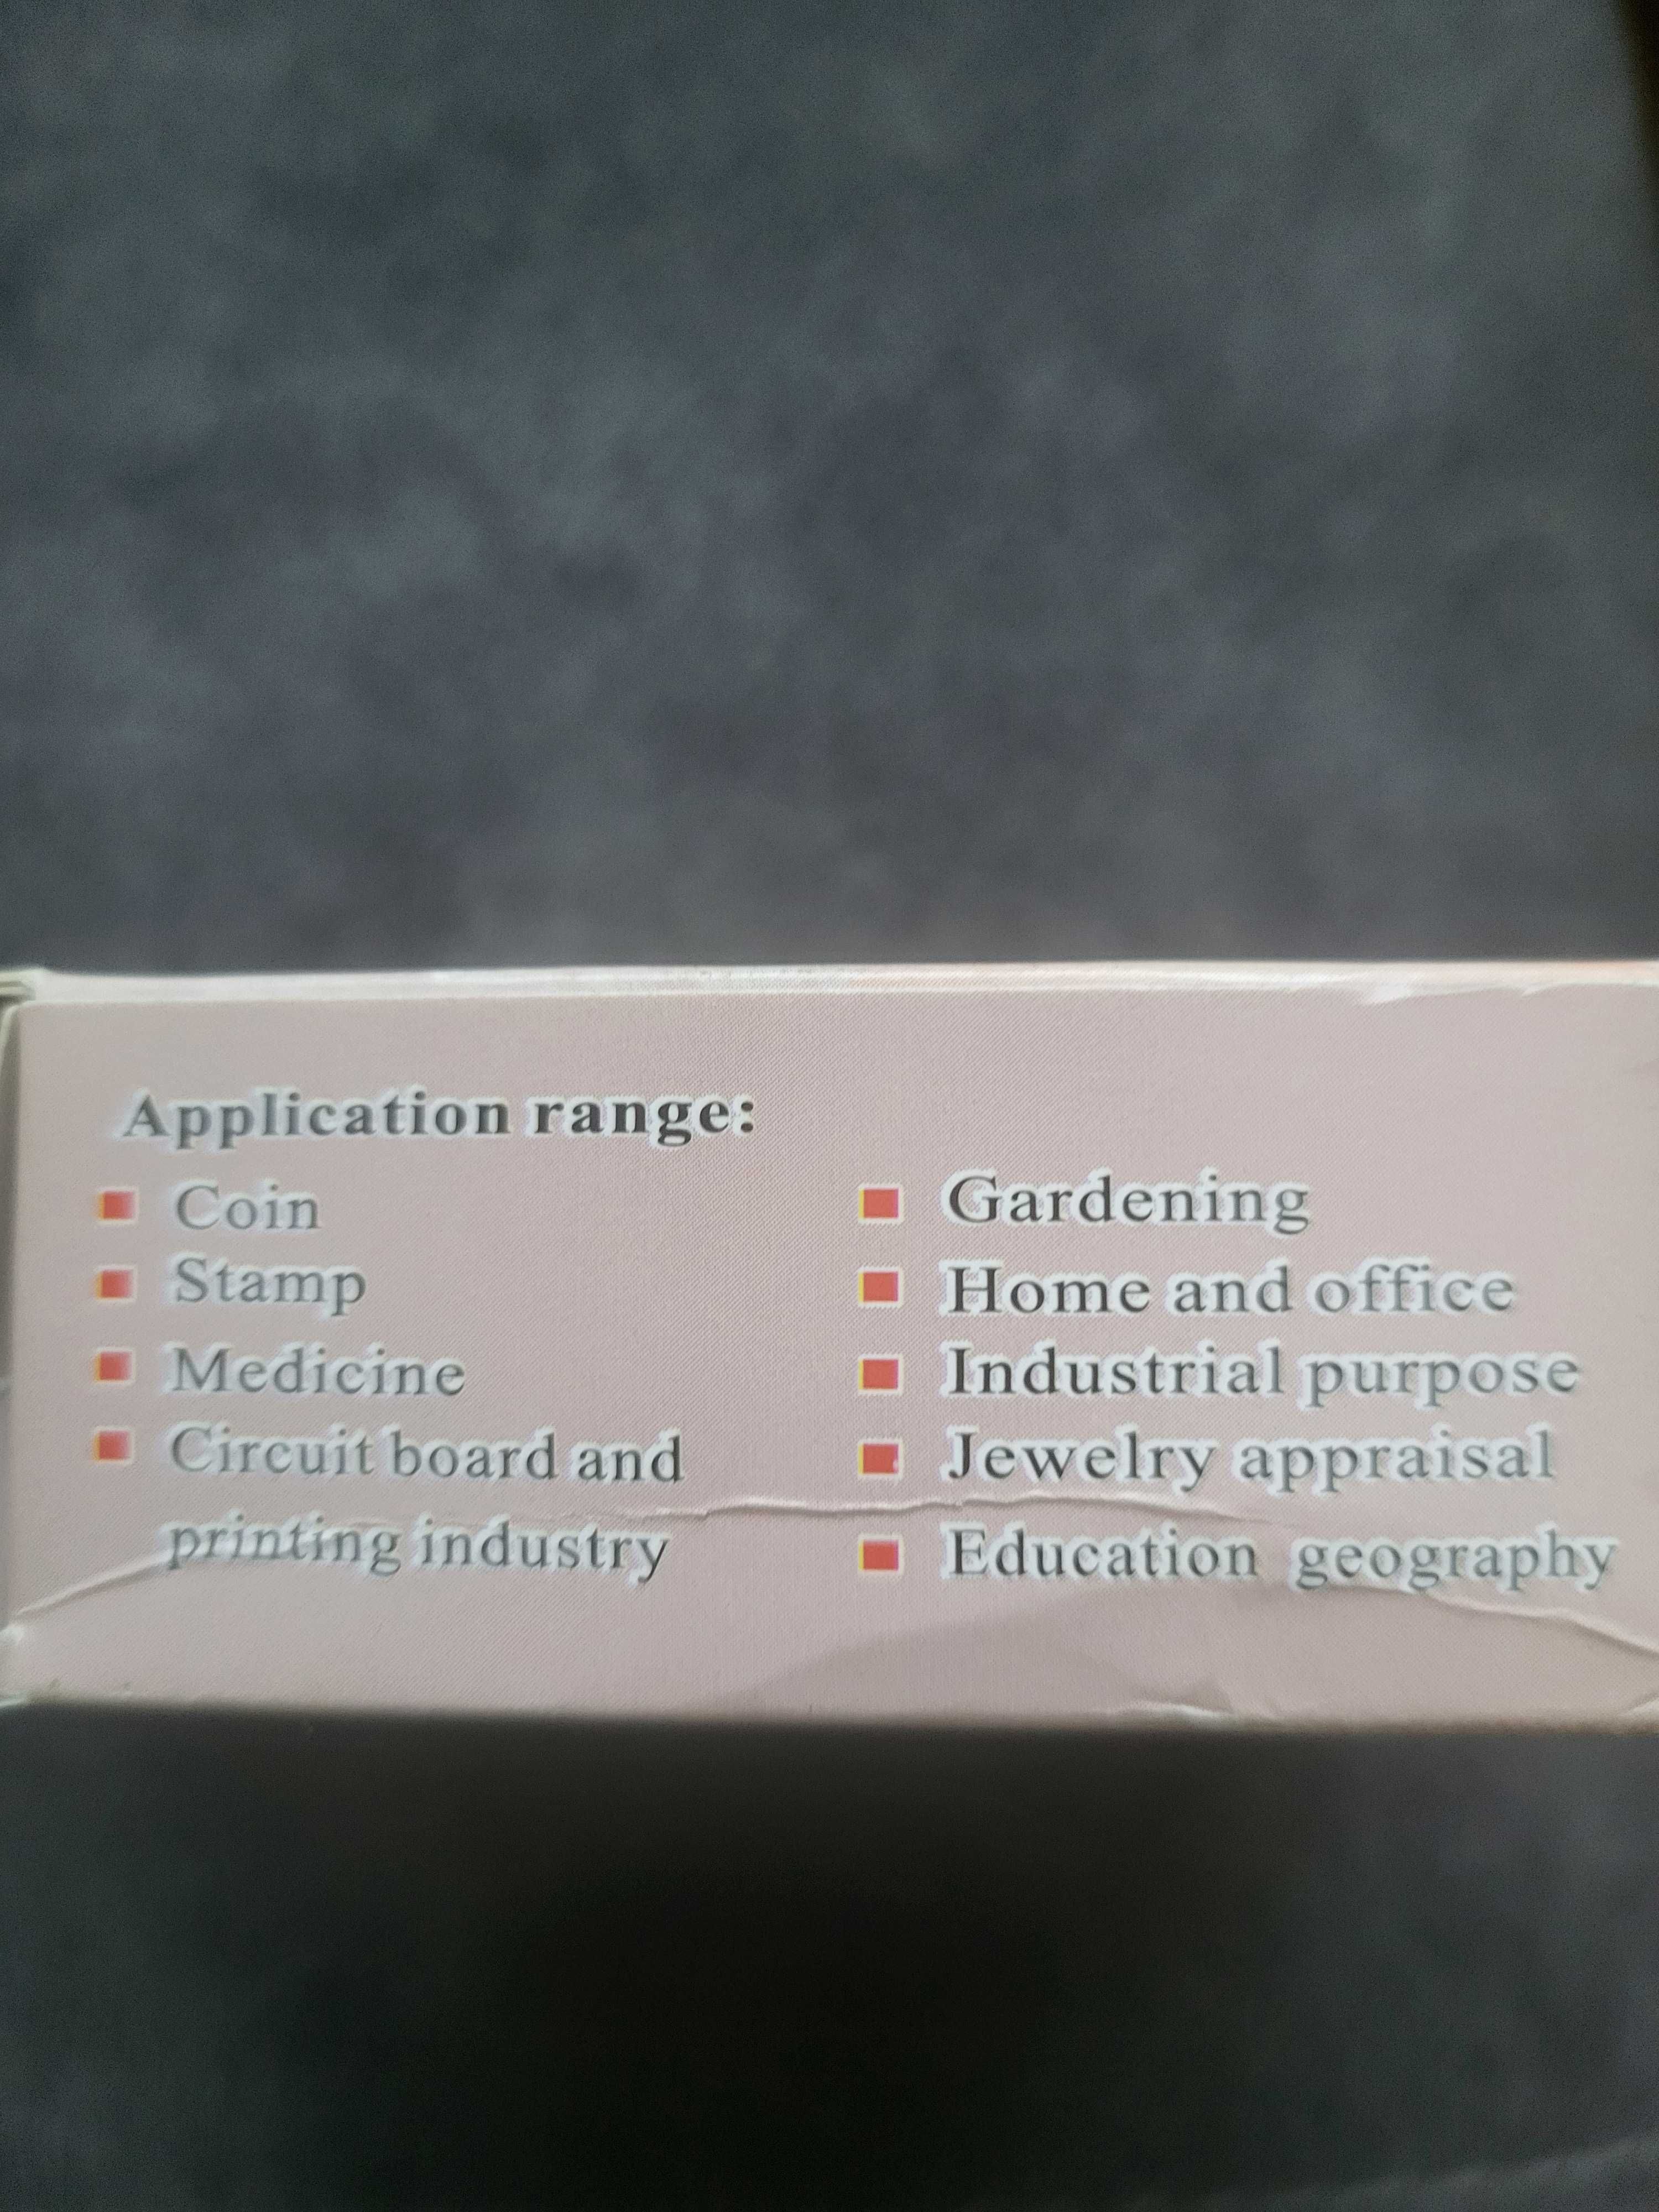 Application range:
Coin
Stamp
Medicine
Circuit board and
printing industry
Gardening
Home and office
Industrial purpose
Jewelry appraisal
Education geography